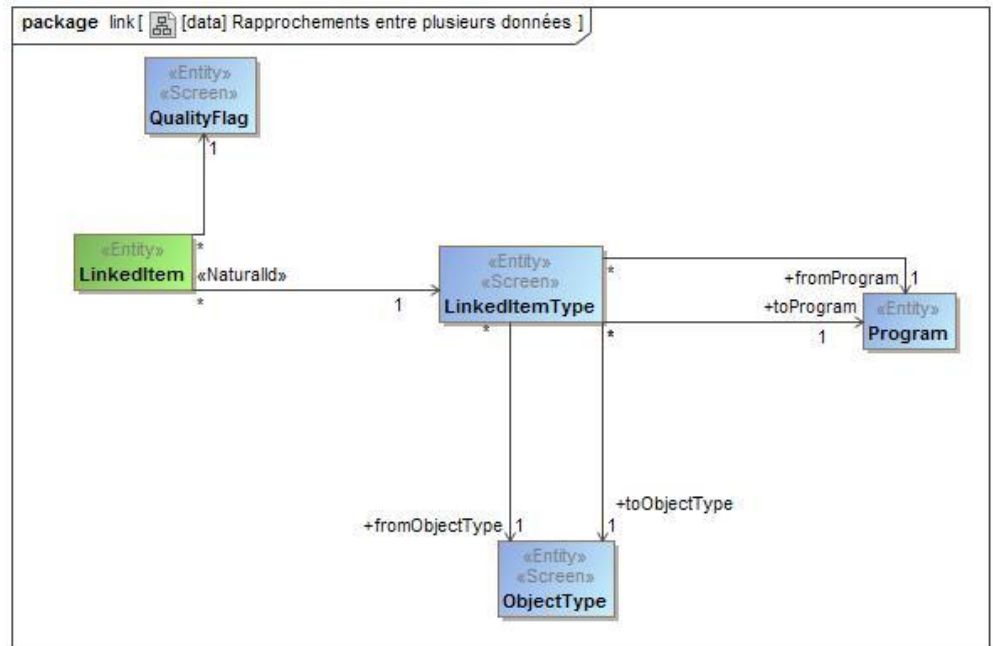 package link[ [data] Rapprochements entre plusieurs données ]
«Entity»
«Screen»
QualityFlag
1
«Entity»
LinkedItem
*
«NaturalId»
*
1
«Entity»
«Screen»
LinkedItemType
*
+fromProgram 1
+toProgram
1
«Entity»
Program
*
*
+toObjectType
+fromObjectType 1
1
«Entity»
«Screen»
ObjectType